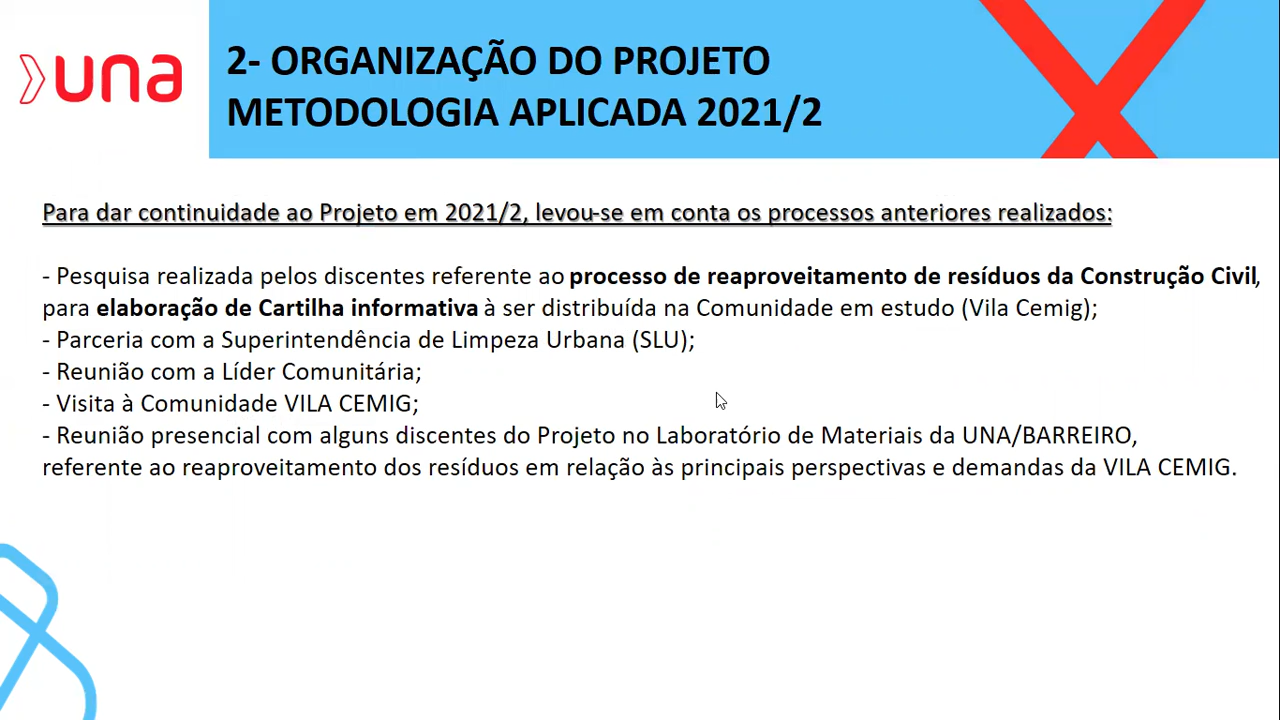 una
2- ORGANIZAÇÃO DO PROJETO
METODOLOGIA APLICADA 2021/2
Para dar continuidade ao Projeto em 2021/2, levou-se em conta os processos anteriores realizados:
- Pesquisa realizada pelos discentes referente ao processo de reaproveitamento de resíduos da Construção Civil,
para elaboração de Cartilha informativa à ser distribuída na Comunidade em estudo (Vila Cemig);
- Parceria com a Superintendência de Limpeza Urbana (SLU);
- Reunião com a Líder Comunitária;
- Visita à Comunidade VILA CEMIG;
- Reunião presencial com alguns discentes do Projeto no Laboratório de Materiais da UNA/BARREIRO,
referente ao reaproveitamento dos resíduos em relação às principais perspectivas e demandas da VILA CEMIG.